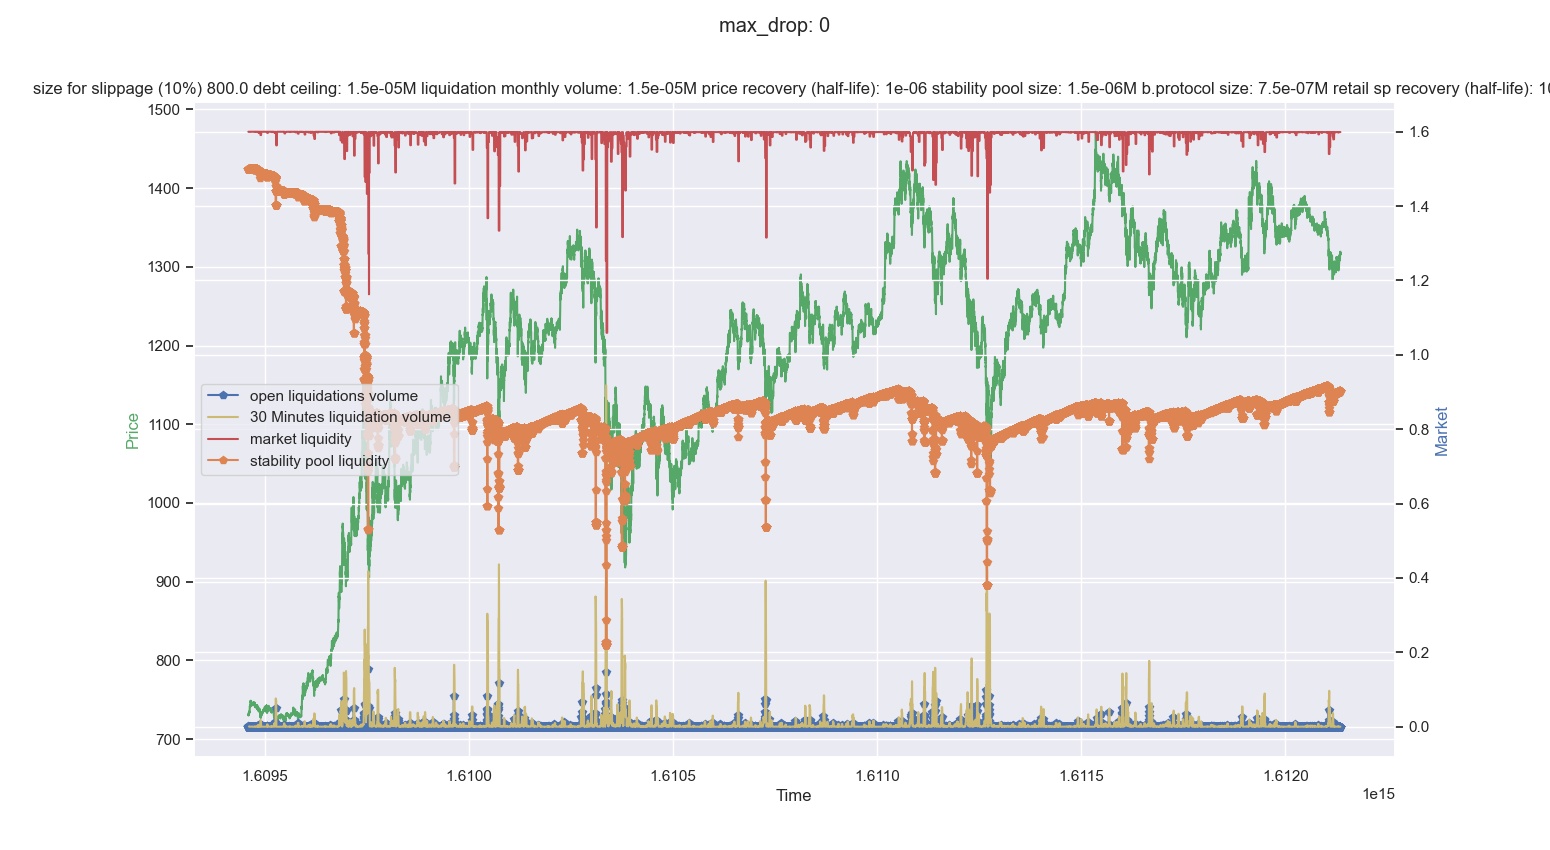 max_drop: 0
size for slippage (10%) 800.0 debt ceiling: 1.5e-05M liquidation monthly volume: 1.5e-05M price recovery (half-life): 1e-06 stability pool size: 1.5e-06M b.protocol size: 7.5e-07M retail sp recovery (half-life):
1500
1400
1300
1200
1100
1000
900
800
700
Price
open liquidations volume
30 Minutes liquidation volume
market liquidity
stability pool liquidity
1.6
1.4
1.2
1.0
0.8
0.6
0.4
0.2
0.0
Market
1.6095 1.6100 1.6105 1.6110 1.6115 1.6120
Time
1e15